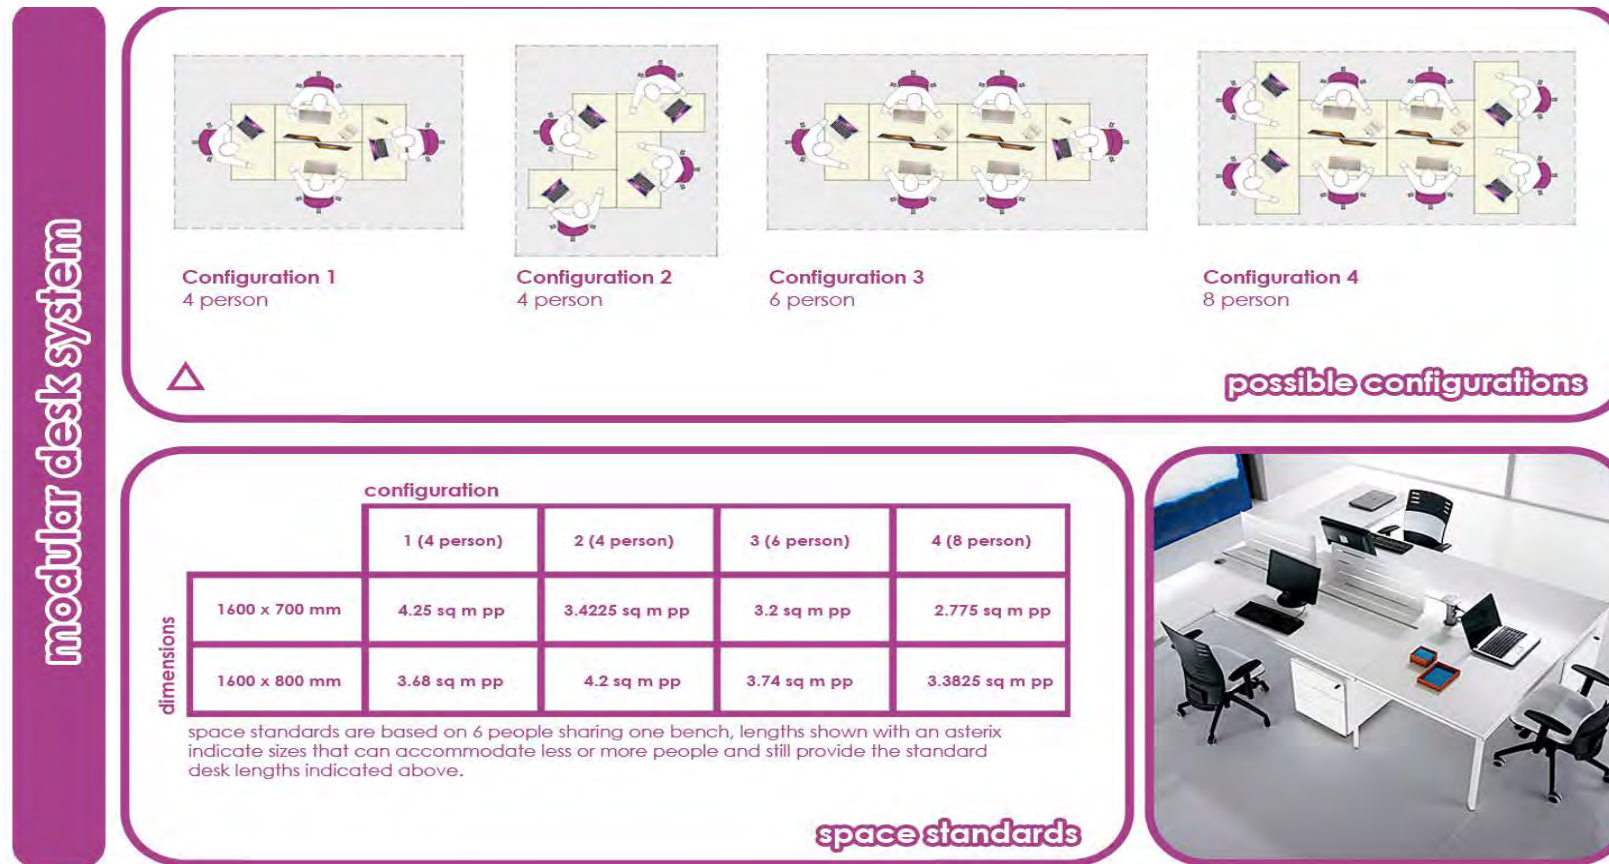 modular desk system
Configuration 1
4 person
Configuration 2
4 person
Configuration 3
6 person
Configuration 4
8 person
possible configurations
configuration
1 (4 person) 2 (4 person) 3 (6 person) 4 (8 person)
dimensions
1600 x 700 mm 4.25 sq m pp 3.4225 sq m pp 3.2 sq m pp 2.775 sq m pp
1600 x 800 mm 3.68 sq m pp 4.2 sq m pp 3.74 sq m pp 3.3825 sq m pp
space standards are based on 6 people sharing one bench, lengths shown with an asterix
indicate sizes that can accommodate less or more people and still provide the standard
desk lengths indicated above.
space standards